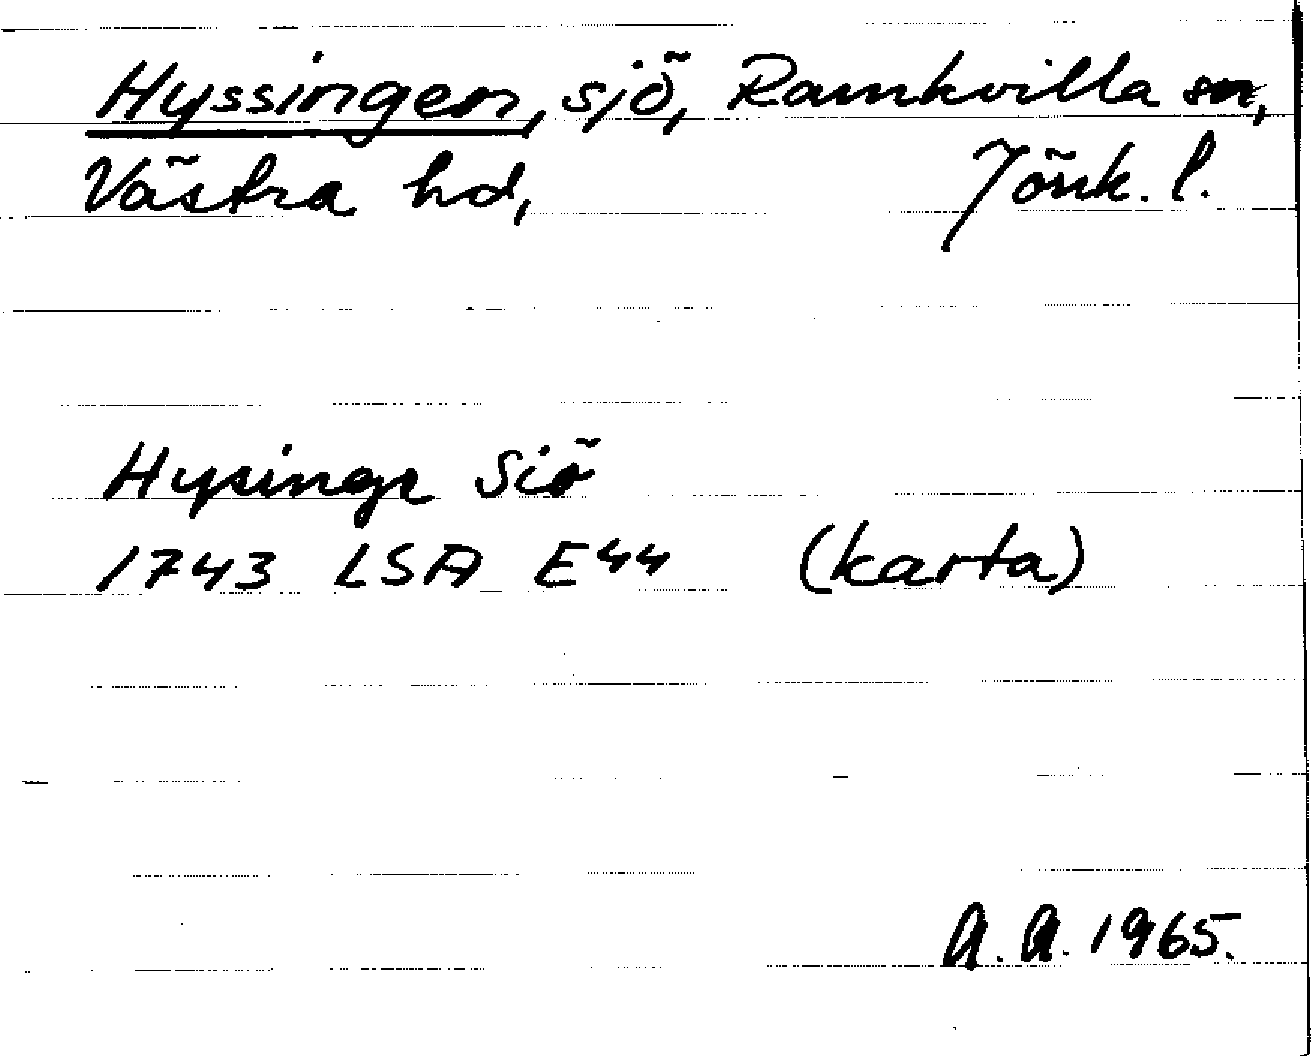 Hyssingen, sjö, Ramkvilla sn,
Västra hd, Jönk. l.
Hysinge Siö
1743 LSA E44 (karta)
A. A. 1965.